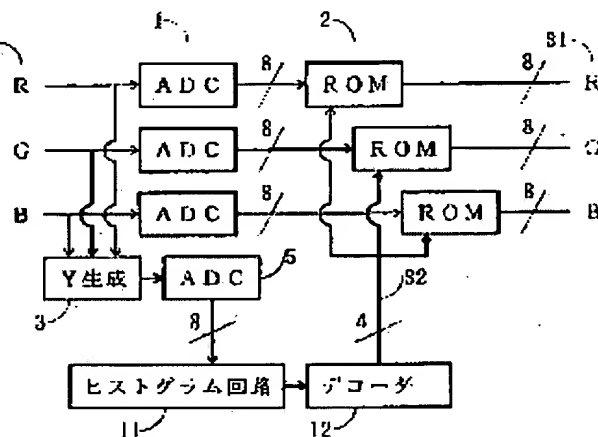 1 2 S1
R ADC 8 ROM 8 R
G ADC 8 ROM 8 G
B ADC 8 ROM 8 B
Y生成 ADC 5 S2
3 8 4
ヒストグラム回路 デコーダ
11 12